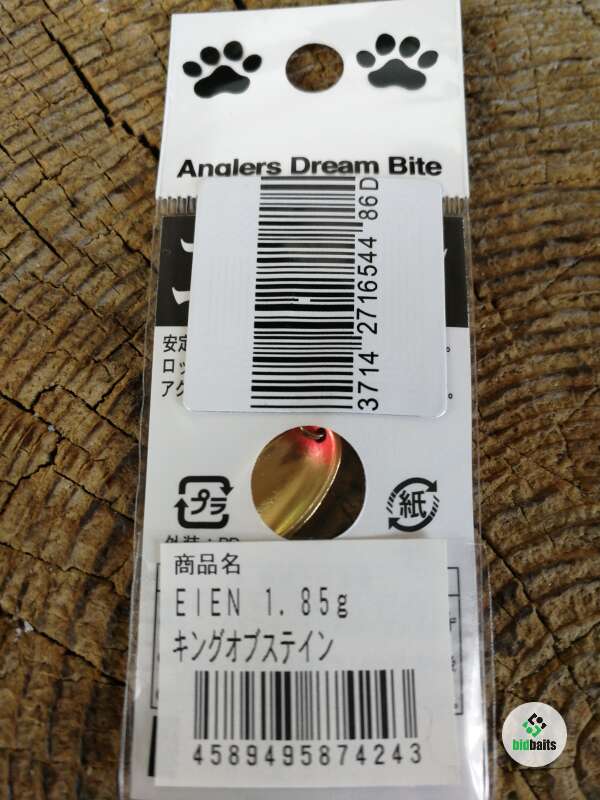 Anglers Dream Bite
3714 2716544 86D
安定
ロッ
アク
プラ
紙
商品名
EIEN 1.85g
キングオブステイン
4589495874243
bidbaits